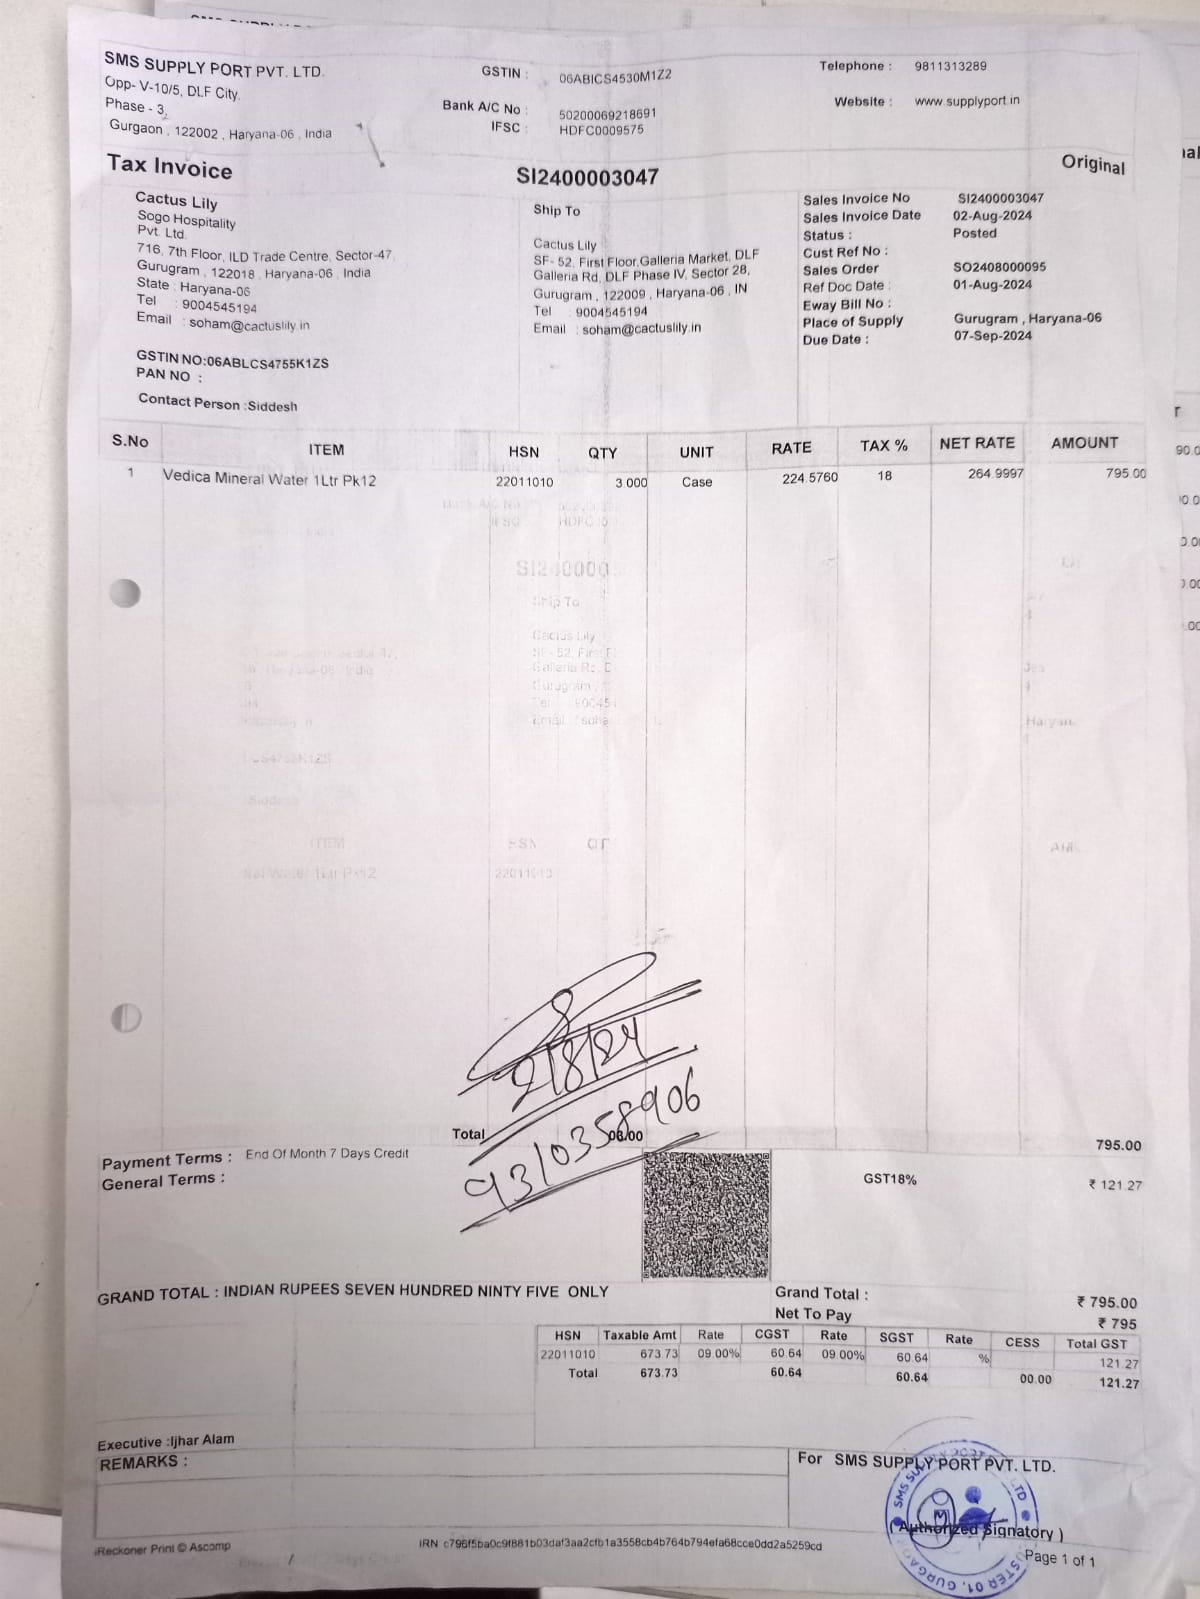 SMS SUPPLY PORT PVT. LTD.
Opp- V-10/5, DLF City,
Phase - 3,
Gurgaon , 122002 , Haryana-06 , India
GSTIN : 06ABICS4530M1Z2
Bank A/C No : 50200069218691
IFSC : HDFC0009575
Telephone : 9811313289
Website : www.supplyport.in
Tax Invoice
SI2400003047
Original
Cactus Lily
Sogo Hospitality
Pvt. Ltd.
716, 7th Floor, ILD Trade Centre, Sector-47,
Gurugram , 122018 , Haryana-06 , India
State : Haryana-06
Tel : 9004545194
Email : soham@cactuslily.in
GSTIN NO:06ABLCS4755K1ZS
PAN NO :
Contact Person :Siddesh
Ship To
Cactus Lily
SF- 52, First Floor,Galleria Market, DLF
Galleria Rd, DLF Phase IV, Sector 28,
Gurugram , 122009 , Haryana-06 , IN
Tel : 9004545194
Email : soham@cactuslily.in
Sales Invoice No SI2400003047
Sales Invoice Date 02-Aug-2024
Status : Posted
Cust Ref No :
Sales Order SO2408000095
Ref Doc Date : 01-Aug-2024
Eway Bill No :
Place of Supply Gurugram , Haryana-06
Due Date : 07-Sep-2024
S.No ITEM HSN QTY UNIT RATE TAX % NET RATE AMOUNT
1 Vedica Mineral Water 1Ltr Pk12 22011010 3.000 Case 224.5760 18 264.9997 795.00
2/8/24
9310358906
Total 03.00 795.00
Payment Terms : End Of Month 7 Days Credit
General Terms :
GST18% ₹ 121.27
GRAND TOTAL : INDIAN RUPEES SEVEN HUNDRED NINTY FIVE ONLY
Grand Total : ₹ 795.00
Net To Pay ₹ 795
HSN Taxable Amt Rate CGST Rate SGST Rate CESS Total GST
22011010 673.73 09.00% 60.64 09.00% 60.64 % 121.27
Total 673.73 60.64 60.64 00.00 121.27
Executive :Ijhar Alam
REMARKS :
For SMS SUPPLY PORT PVT. LTD.
( Authorized Signatory )
iReckoner Print © Ascomp
IRN c796f5ba0c9f881b03daf3aa2cfb1a3558cb4b764b794efa68cce0dd2a5259cd
Page 1 of 1